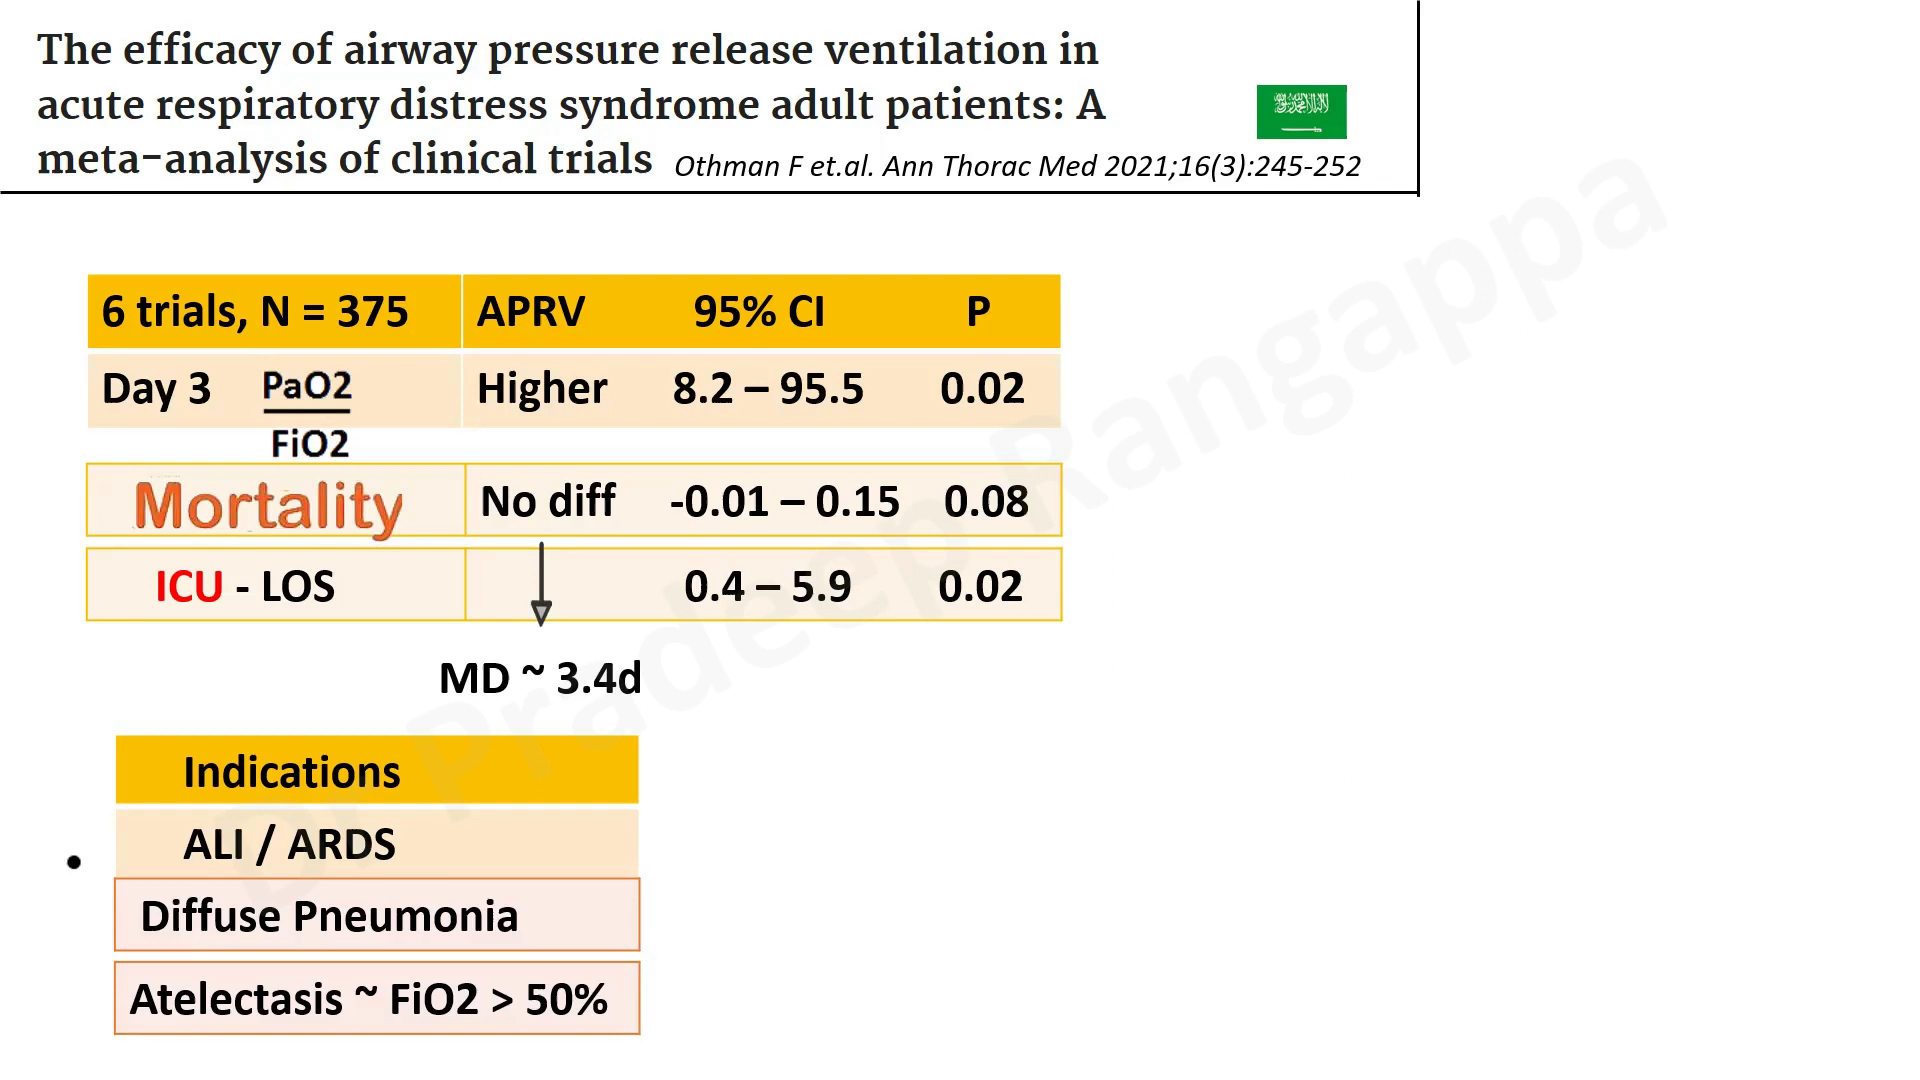 The efficacy of airway pressure release ventilation in
acute respiratory distress syndrome adult patients: A
meta-analysis of clinical trials Othman F et.al. Ann Thorac Med 2021;16(3):245-252
6 trials, N = 375 APRV 95% CI P
Day 3 PaO2 Higher 8.2 – 95.5 0.02
FiO2
Mortality No diff -0.01 – 0.15 0.08
ICU - LOS 0.4 – 5.9 0.02
MD ~ 3.4d
Indications
ALI / ARDS
Diffuse Pneumonia
Atelectasis ~ FiO2 > 50%
Dr Pradeep Rangappa